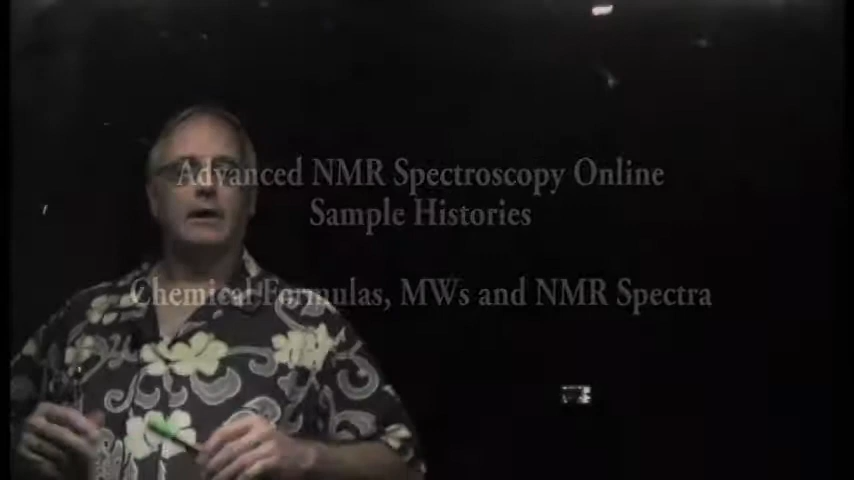 Advanced NMR Spectroscopy Online
Sample Histories
Chemical Formulas, MWs and NMR Spectra